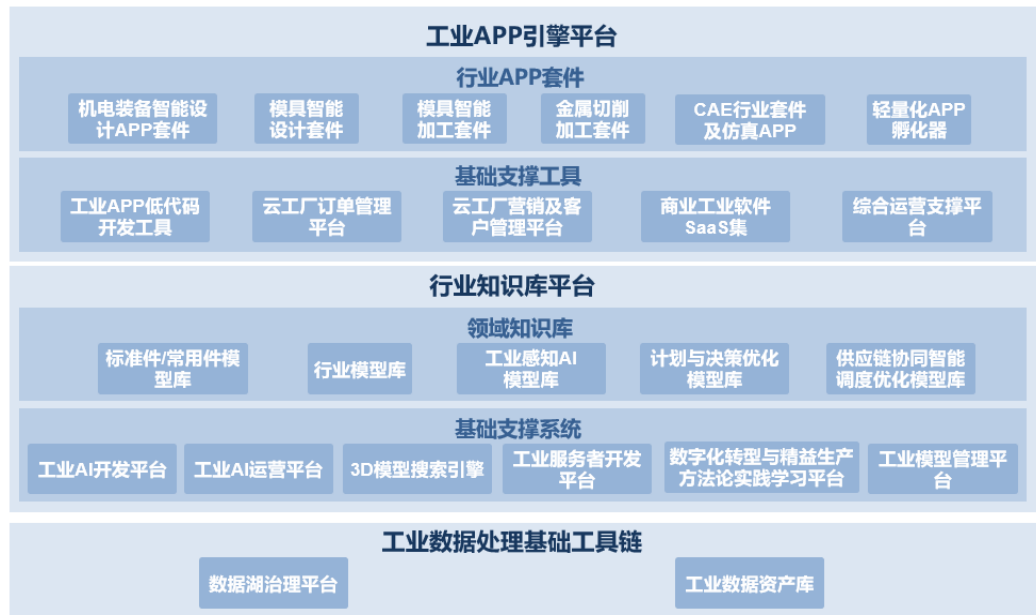 工业APP引擎平台
行业APP套件
机电装备智能设
计APP套件
模具智能
设计套件
模具智能
加工套件
金属切削
加工套件
CAE行业套件
及仿真APP
轻量化APP
孵化器
基础支撑工具
工业APP低代码
开发工具
云工厂订单管理
平台
云工厂营销及客
户管理平台
商业工业软件
SaaS集
综合运营支撑平
台
行业知识库平台
领域知识库
标准件/常用件模
型库
行业模型库
工业感知AI
模型库
计划与决策优化
模型库
供应链协同智能
调度优化模型库
基础支撑系统
工业AI开发平台
工业AI运营平台
3D模型搜索引擎
工业服务者开发
平台
数字化转型与精益生产
方法论实践学习平台
工业模型管理平
台
工业数据处理基础工具链
数据湖治理平台
工业数据资产库